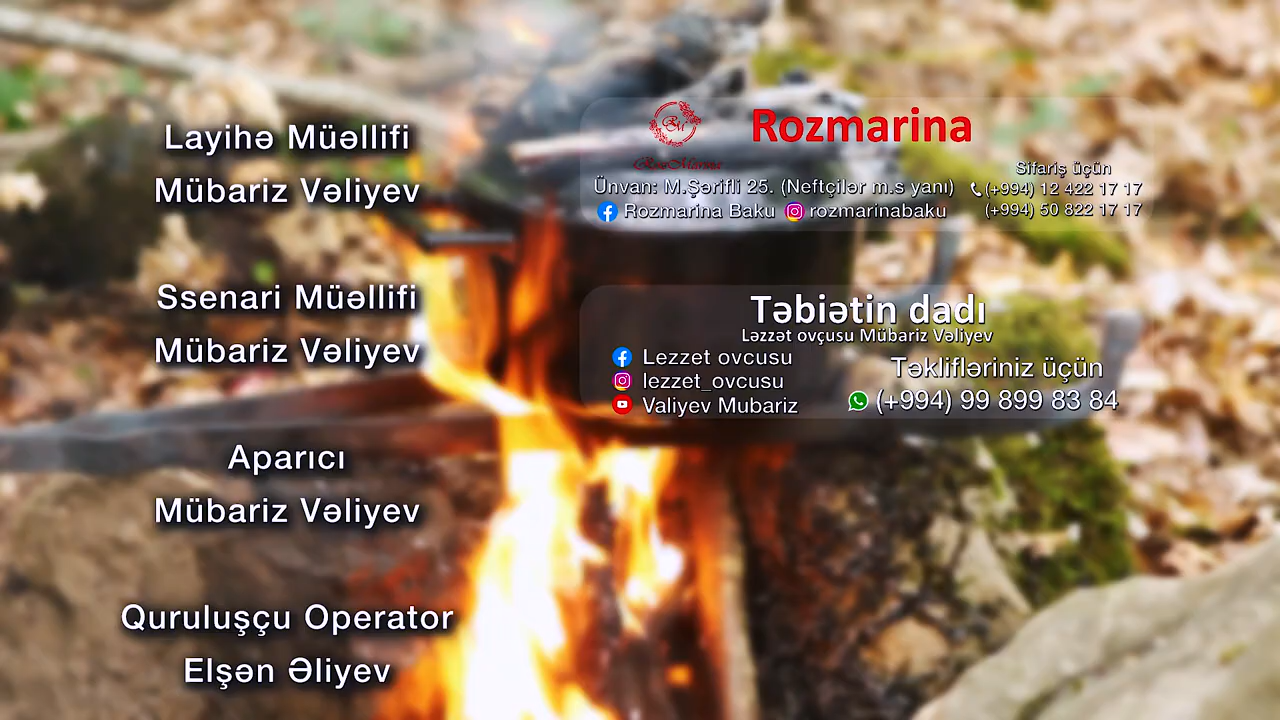 Layihə Müəllifi
Mübariz Vəliyev
Ssenari Müəllifi
Mübariz Vəliyev
Aparıcı
Mübariz Vəliyev
Quruluşçu Operator
Elşən Əliyev
Rozmarina
RozMarina
Sifariş üçün
Ünvan: M.Şərifli 25. (Neftçilər m.s yanı)
(+994) 12 422 17 17
Rozmarina Baku rozmarinabaku
(+994) 50 822 17 17
Təbiətin dadı
Ləzzət ovçusu Mübariz Vəliyev
Lezzet ovcusu
lezzet_ovcusu
Valiyev Mubariz
Təklifləriniz üçün
(+994) 99 899 83 84